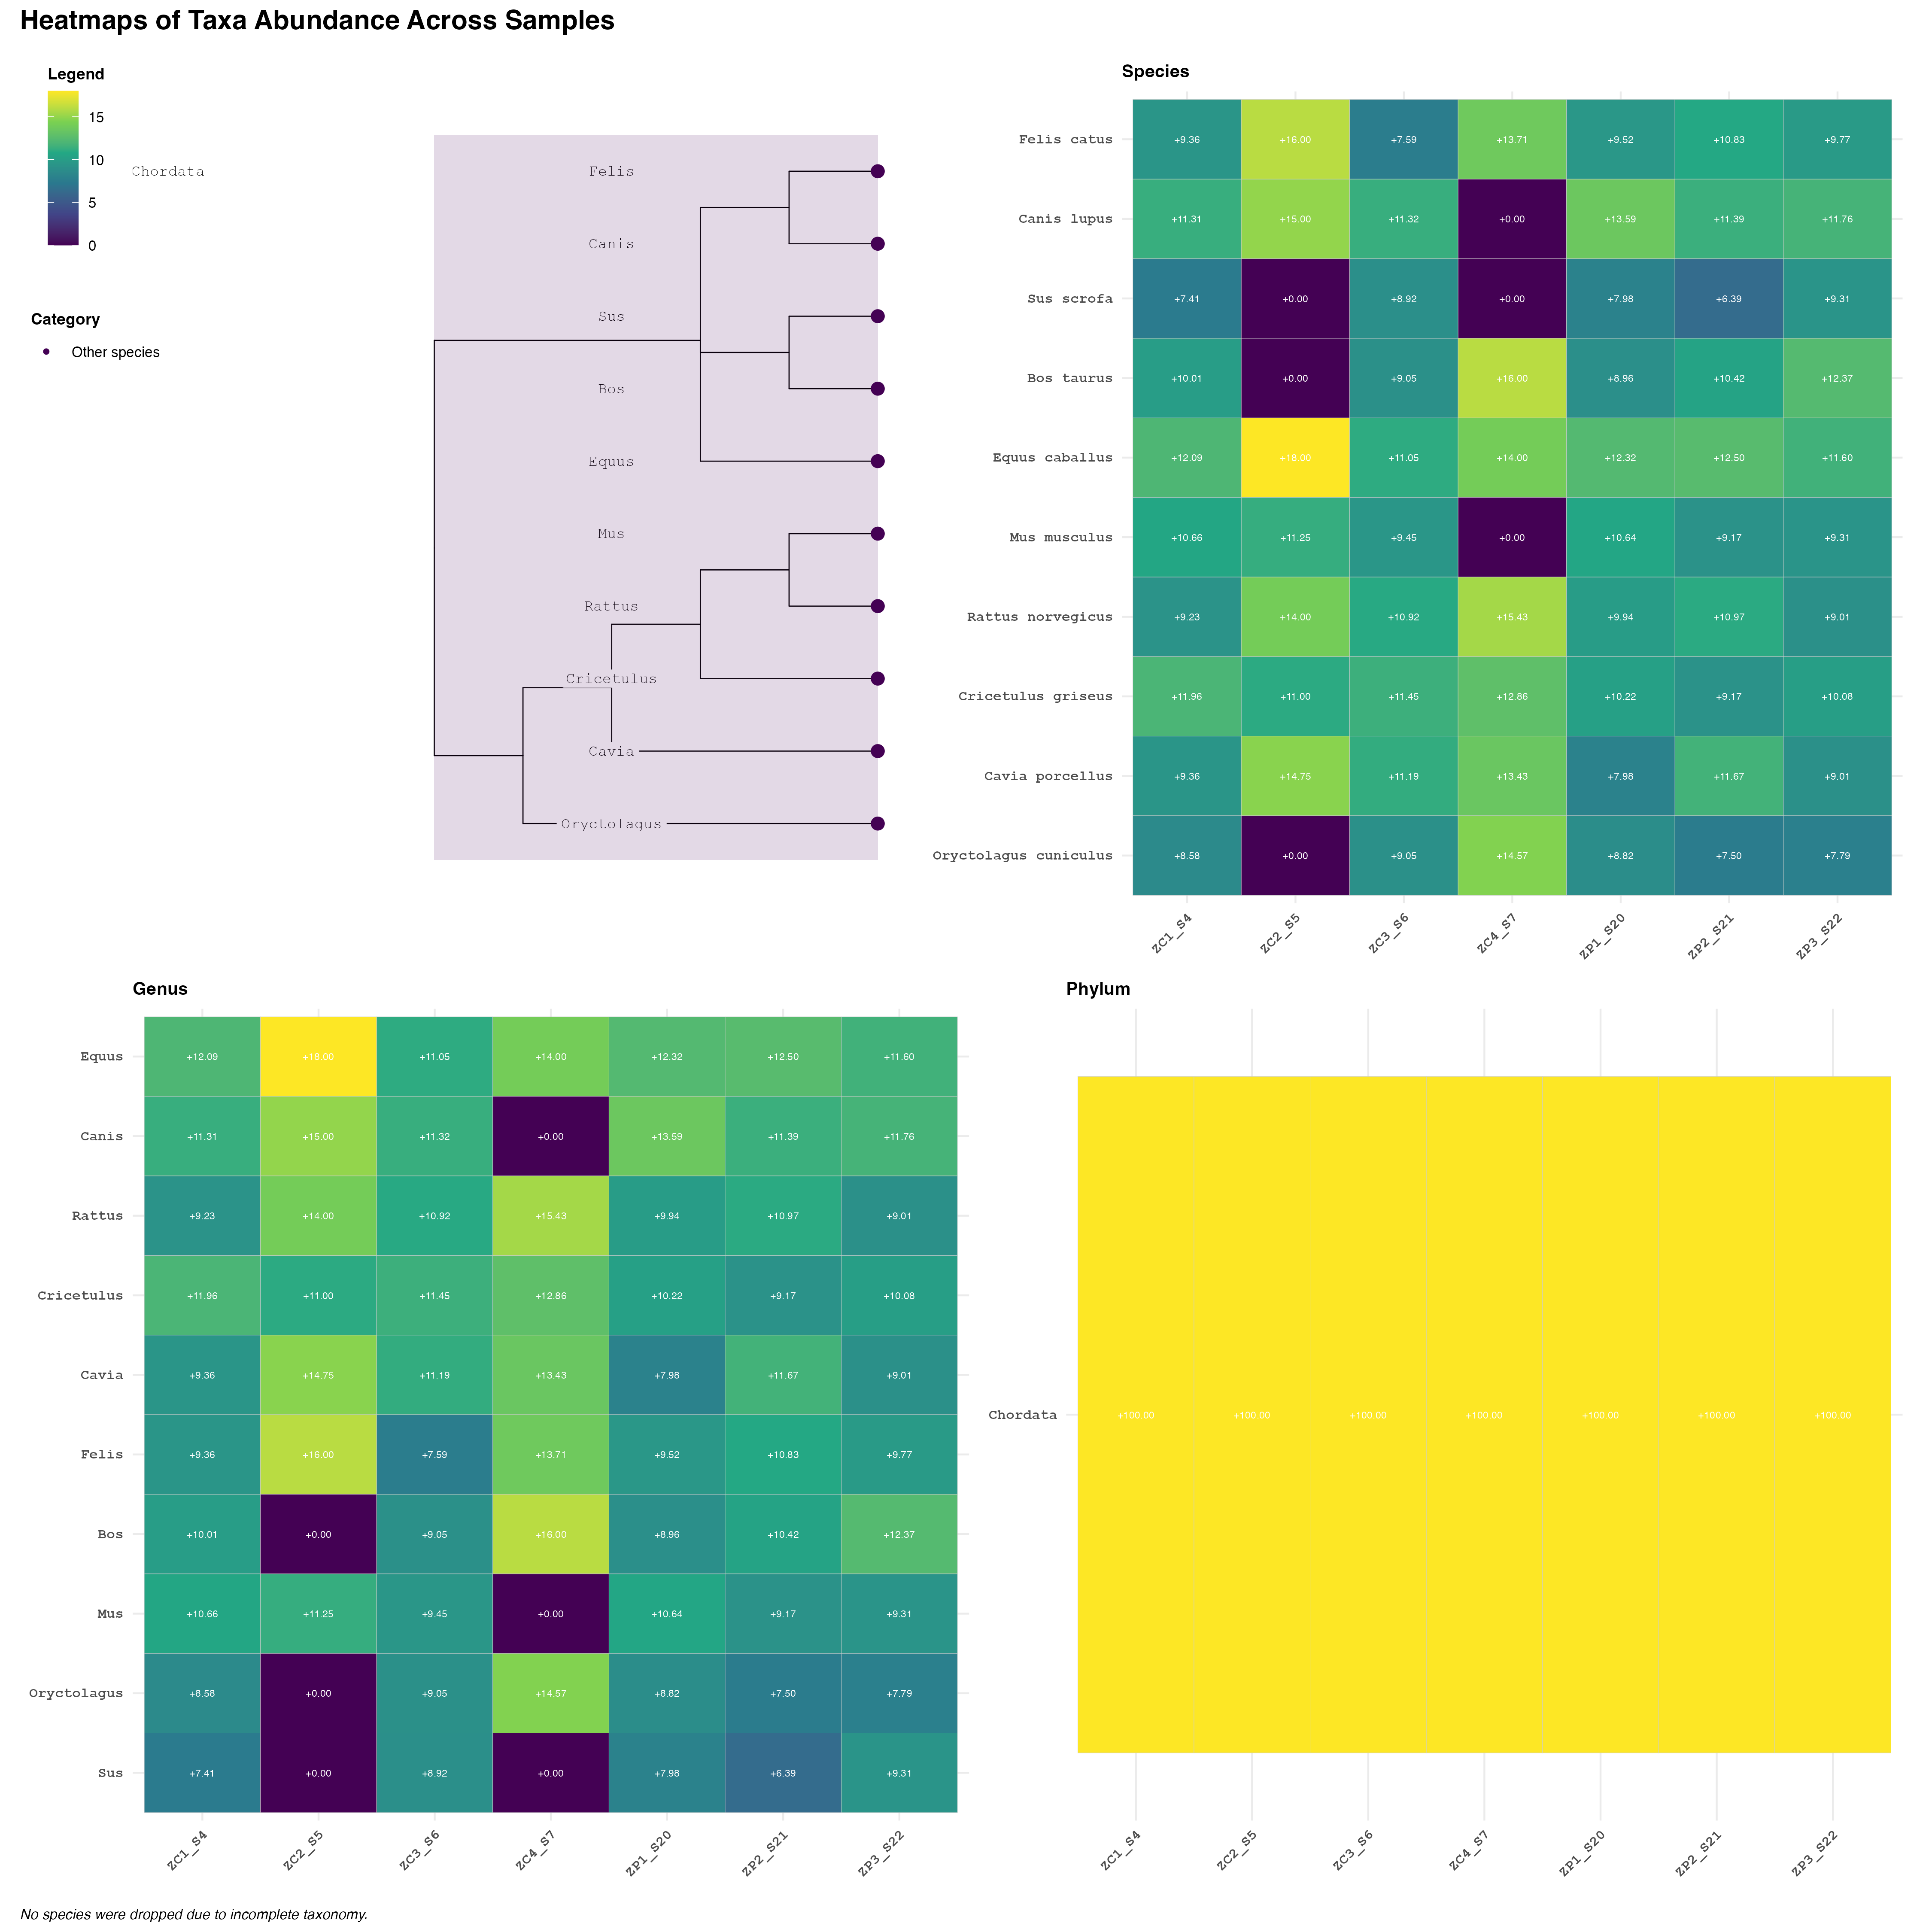 Heatmaps of Taxa Abundance Across Samples
Legend
15
10
5
0
Category
Other species
Chordata
Felis
Canis
Sus
Bos
Equus
Mus
Rattus
Cricetulus
Cavia
Oryctolagus
Species
Felis catus +9.36 +16.00 +7.59 +13.71 +9.52 +10.83 +9.77
Canis lupus +11.31 +15.00 +11.32 +0.00 +13.59 +11.39 +11.76
Sus scrofa +7.41 +0.00 +8.92 +0.00 +7.98 +6.39 +9.31
Bos taurus +10.01 +0.00 +9.05 +16.00 +8.96 +10.42 +12.37
Equus caballus +12.09 +18.00 +11.05 +14.00 +12.32 +12.50 +11.60
Mus musculus +10.66 +11.25 +9.45 +0.00 +10.64 +9.17 +9.31
Rattus norvegicus +9.23 +14.00 +10.92 +15.43 +9.94 +10.97 +9.01
Cricetulus griseus +11.96 +11.00 +11.45 +12.86 +10.22 +9.17 +10.08
Cavia porcellus +9.36 +14.75 +11.19 +13.43 +7.98 +11.67 +9.01
Oryctolagus cuniculus +8.58 +0.00 +9.05 +14.57 +8.82 +7.50 +7.79
ZC1_S4 ZC2_S5 ZC3_S6 ZC4_S7 ZP1_S20 ZP2_S21 ZP3_S22
Genus
Equus +12.09 +18.00 +11.05 +14.00 +12.32 +12.50 +11.60
Canis +11.31 +15.00 +11.32 +0.00 +13.59 +11.39 +11.76
Rattus +9.23 +14.00 +10.92 +15.43 +9.94 +10.97 +9.01
Cricetulus +11.96 +11.00 +11.45 +12.86 +10.22 +9.17 +10.08
Cavia +9.36 +14.75 +11.19 +13.43 +7.98 +11.67 +9.01
Felis +9.36 +16.00 +7.59 +13.71 +9.52 +10.83 +9.77
Bos +10.01 +0.00 +9.05 +16.00 +8.96 +10.42 +12.37
Mus +10.66 +11.25 +9.45 +0.00 +10.64 +9.17 +9.31
Oryctolagus +8.58 +0.00 +9.05 +14.57 +8.82 +7.50 +7.79
Sus +7.41 +0.00 +8.92 +0.00 +7.98 +6.39 +9.31
ZC1_S4 ZC2_S5 ZC3_S6 ZC4_S7 ZP1_S20 ZP2_S21 ZP3_S22
Phylum
Chordata +100.00 +100.00 +100.00 +100.00 +100.00 +100.00 +100.00
ZC1_S4 ZC2_S5 ZC3_S6 ZC4_S7 ZP1_S20 ZP2_S21 ZP3_S22
No species were dropped due to incomplete taxonomy.